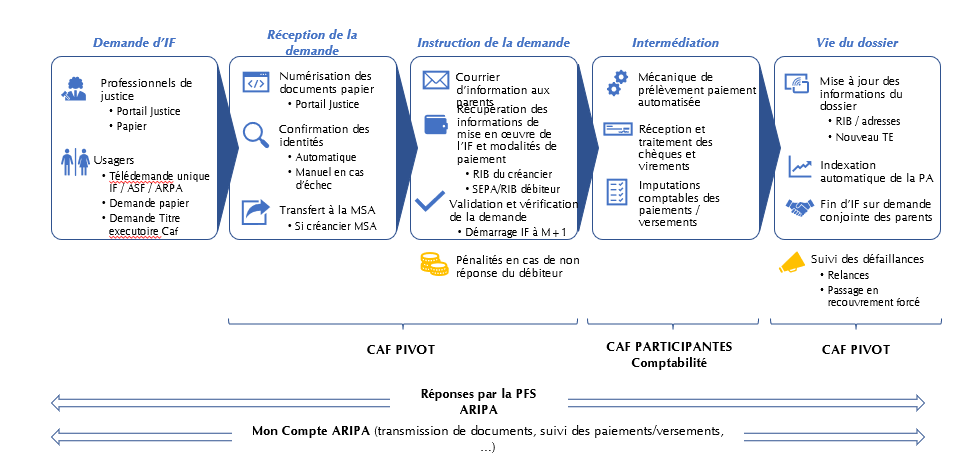 Demande d'IF
Professionnels de
justice
• Portail Justice
• Papier
Usagers
• Télédemande unique
IF / ASF / ARPA
• Demande papier
• Demande Titre
executoire Caf
Réception de la
demande
Numérisation des
documents papier
• Portail Justice
Confirmation des
identités
• Automatique
• Manuel en cas
d'échec
Transfert à la MSA
• Si créancier MSA
Instruction de la demande
Courrier
d'information aux
parents
Récupération des
informations de
mise en œuvre de
l'IF et modalités de
paiement
• RIB du créancier
• SEPA/RIB débiteur
Validation et vérification
de la demande
• Démarrage IF à M+1
Pénalités en cas de non
réponse du débiteur
Intermédiation
Mécanique de
prélèvement paiement
automatisée
Réception et
traitement des
chèques et
virements
Imputations
comptables des
paiements /
versements
Vie du dossier
Mise à jour des
informations du
dossier
• RIB / adresses
• Nouveau TE
Indexation
automatique de la PA
Fin d'IF sur demande
conjointe des parents
Suivi des défaillances
• Relances
• Passage en
recouvrement forcé
CAF PIVOT
CAF PARTICIPANTES
Comptabilité
CAF PIVOT
Réponses par la PFS
ARIPA
Mon Compte ARIPA (transmission de documents, suivi des paiements/versements,
...)